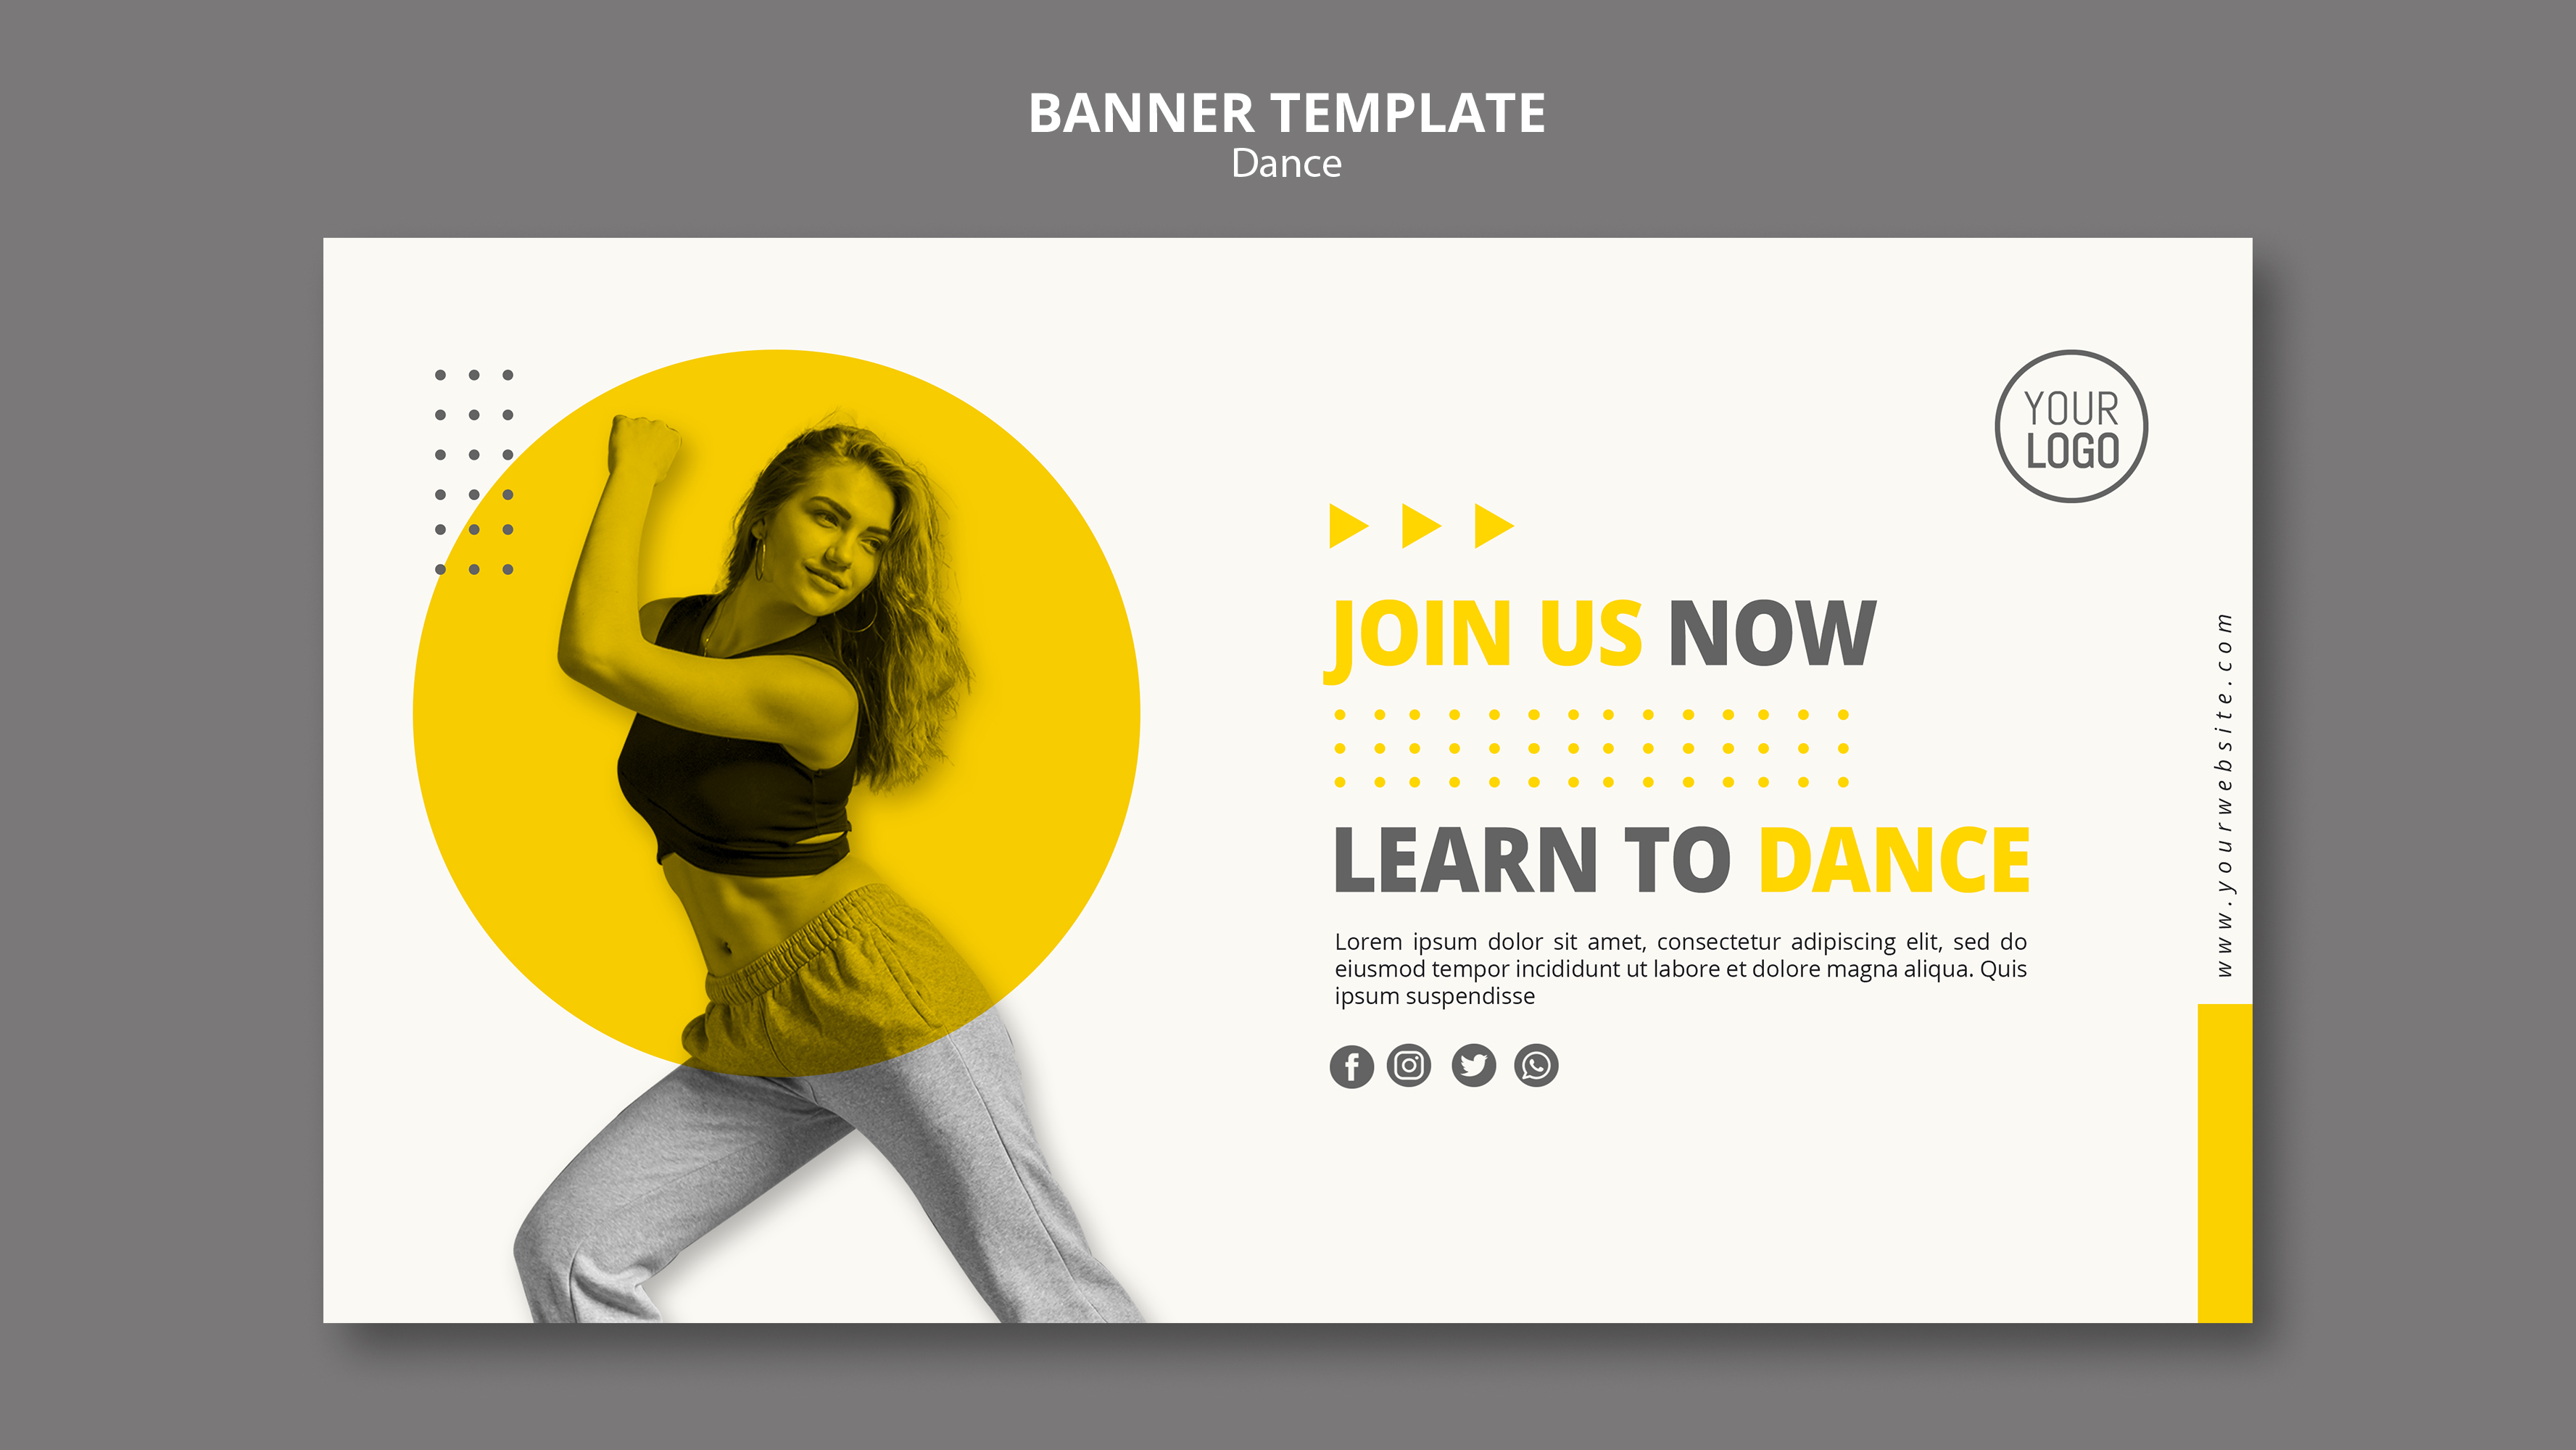 BANNER TEMPLATE
Dance
YOUR
LOGO
JOIN US NOW
LEARN TO DANCE
Lorem ipsum dolor sit amet, consectetur adipiscing elit, sed do
eiusmod tempor incididunt ut labore et dolore magna aliqua. Quis
ipsum suspendisse
www.yourwebsite.com